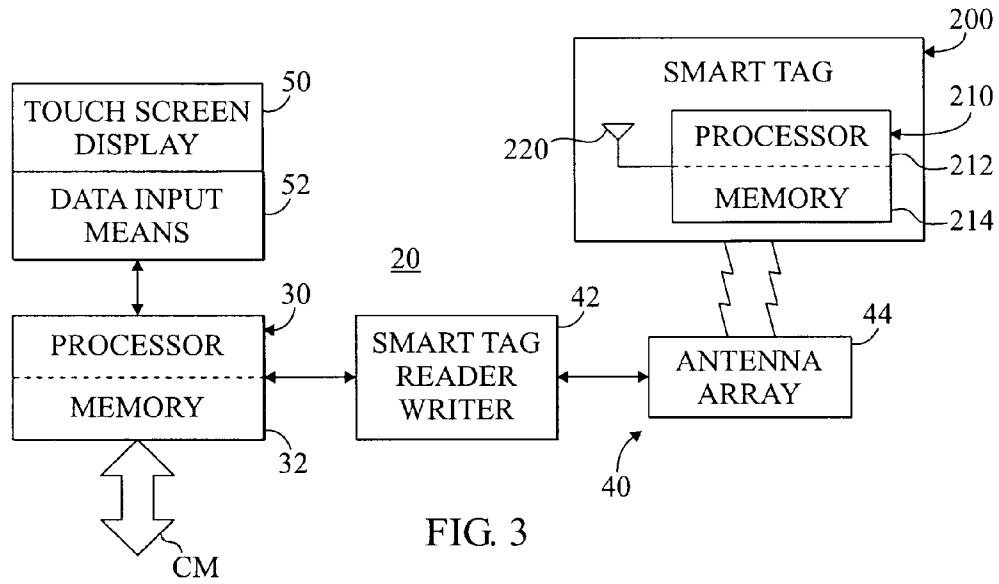 200
SMART TAG
50
TOUCH SCREEN
DISPLAY
220
210
PROCESSOR
212
MEMORY
214
52
DATA INPUT
MEANS
20
30
PROCESSOR
MEMORY
32
42
SMART TAG
READER
WRITER
44
ANTENNA
ARRAY
40
CM
FIG. 3